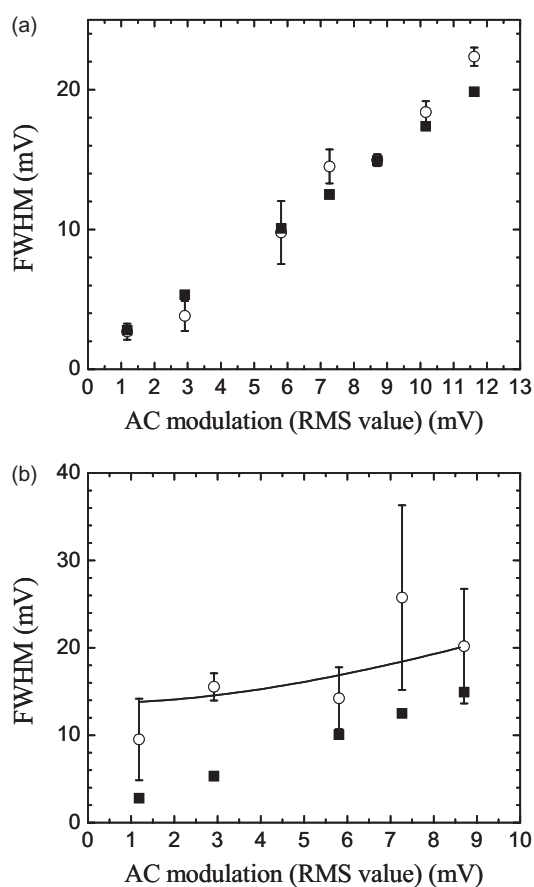 (a)
20
10
0
FWHM (mV)
0 1 2 3 4 5 6 7 8 9 10 11 12 13
AC modulation (RMS value) (mV)
(b)
40
30
20
10
0
FWHM (mV)
0 1 2 3 4 5 6 7 8 9 10
AC modulation (RMS value) (mV)